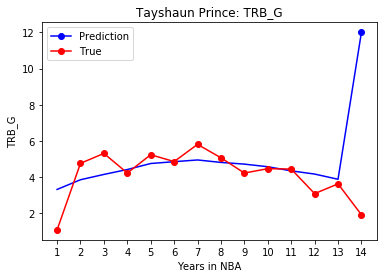 Tayshaun Prince: TRB_G
Prediction
True
12
10
8
6
4
2
TRB_G
1 2 3 4 5 6 7 8 9 10 11 12 13 14
Years in NBA